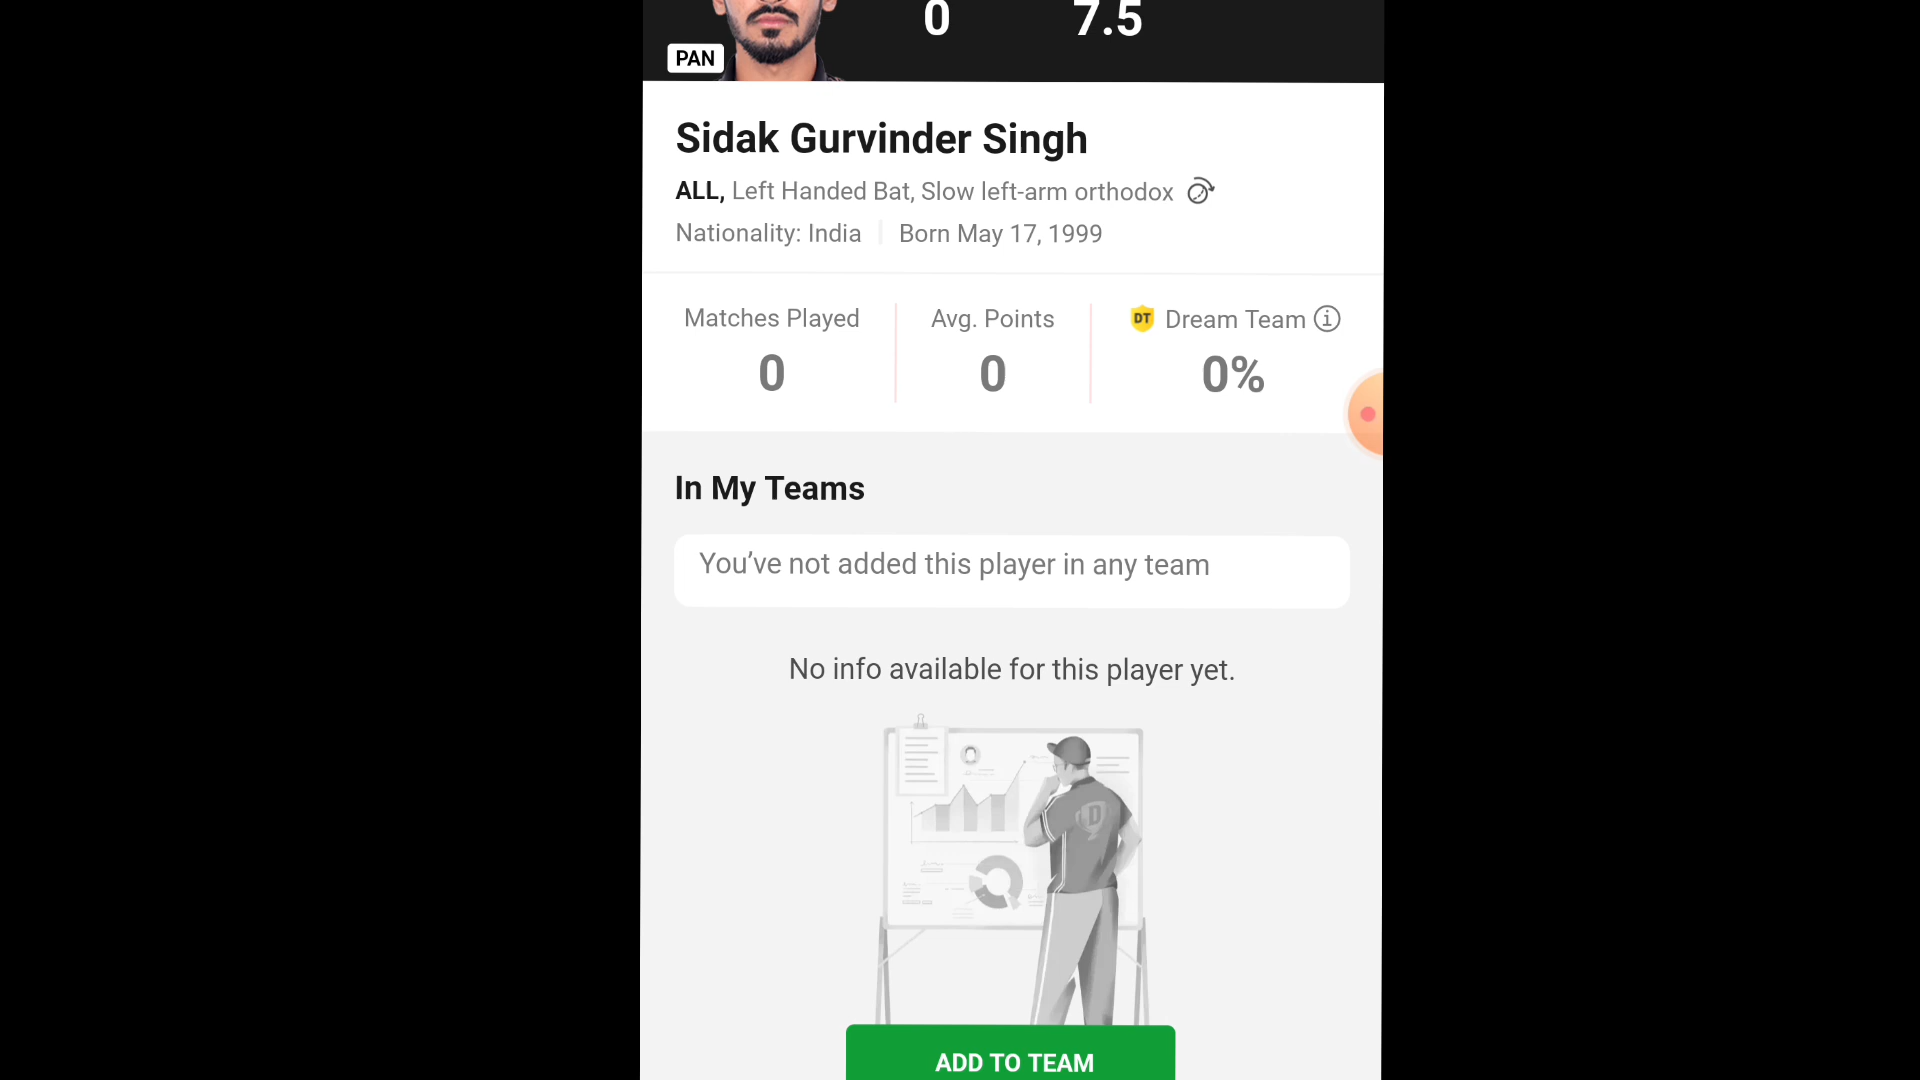 0 7.5
PAN
Sidak Gurvinder Singh
ALL, Left Handed Bat, Slow left-arm orthodox
Nationality: India Born May 17, 1999
Matches Played Avg. Points DT Dream Team
0 0 0%
In My Teams
You’ve not added this player in any team
No info available for this player yet.
D
ADD TO TEAM